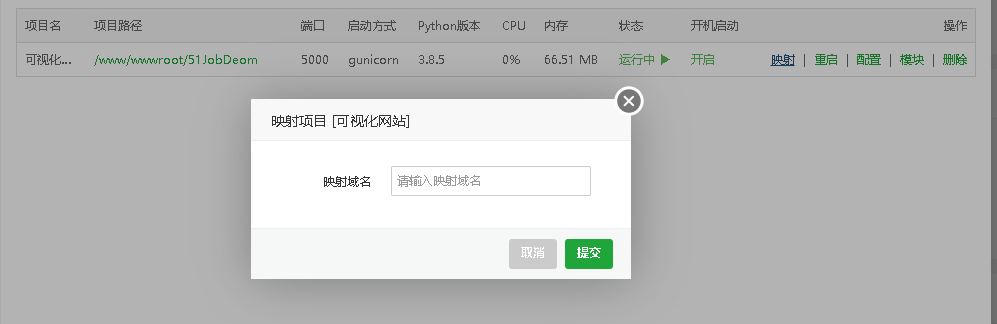 项目名 项目路径 端口 启动方式 Python版本 CPU 内存 状态 开机启动 操作
可视化... /www/wwwroot/51JobDeom 5000 gunicorn 3.8.5 0% 66.51 MB 运行中 开启 映射 | 重启 | 配置 | 模块 | 删除
映射项目 [可视化网站]
映射域名 请输入映射域名
取消 提交